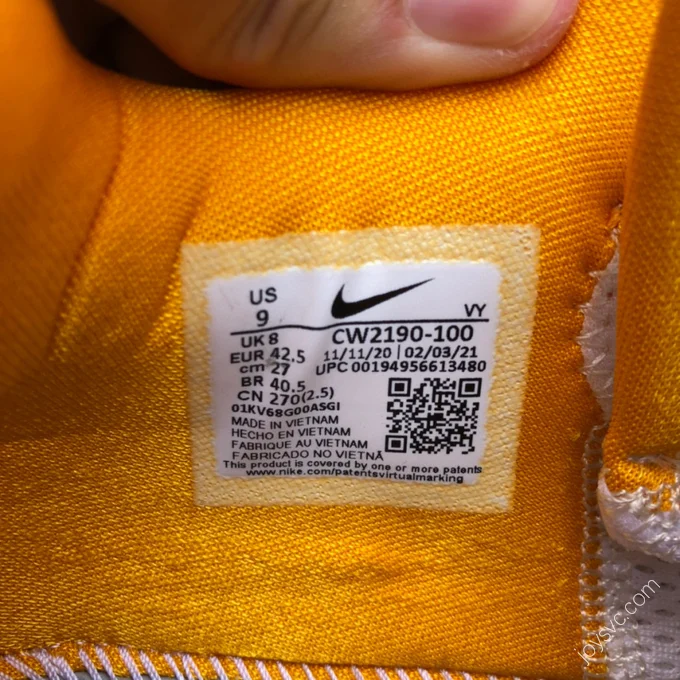 US
9
VY
UK 8
CW2190-100
EUR 42.5
11/11/20 | 02/03/21
cm 27
UPC 00194956613480
BR 40.5
CN 270(2.5)
01KV68G00ASGI
MADE IN VIETNAM
HECHO EN VIETNAM
FABRIQUE AU VIETNAM
FABRICADO NO VIETNÃ
This product is covered by one or more patents
www.nike.com/patentsvirtualmarking
joysvc.com